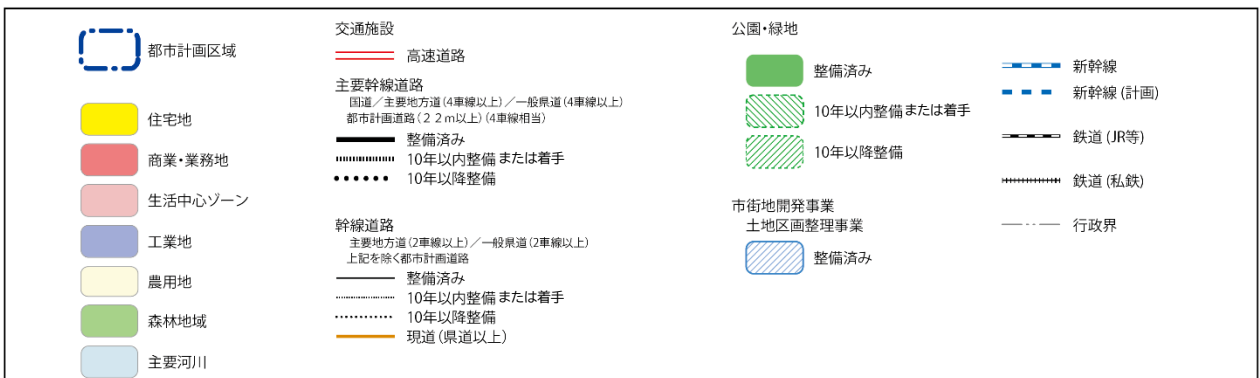 都市計画区域
住宅地
商業・業務地
生活中心ゾーン
工業地
農用地
森林地域
主要河川
交通施設
高速道路
主要幹線道路
国道／主要地方道(4車線以上)／一般県道(4車線以上)
都市計画道路(２２ｍ以上)(4車線相当)
整備済み
10年以内整備または着手
10年以降整備
幹線道路
主要地方道(2車線以上)／一般県道(2車線以上)
上記を除く都市計画道路
整備済み
10年以内整備または着手
10年以降整備
現道(県道以上)
公園・緑地
整備済み
10年以内整備または着手
10年以降整備
市街地開発事業
土地区画整理事業
整備済み
新幹線
新幹線(計画)
鉄道(JR等)
鉄道(私鉄)
行政界